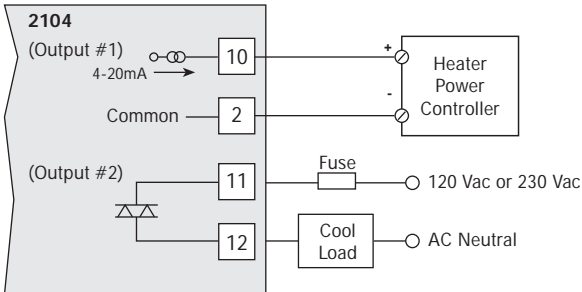 2104
(Output #1)
4-20mA
10
+
Heater
Power
Controller
Common
2
-
(Output #2)
11
Fuse
120 Vac or 230 Vac
12
Cool
Load
AC Neutral